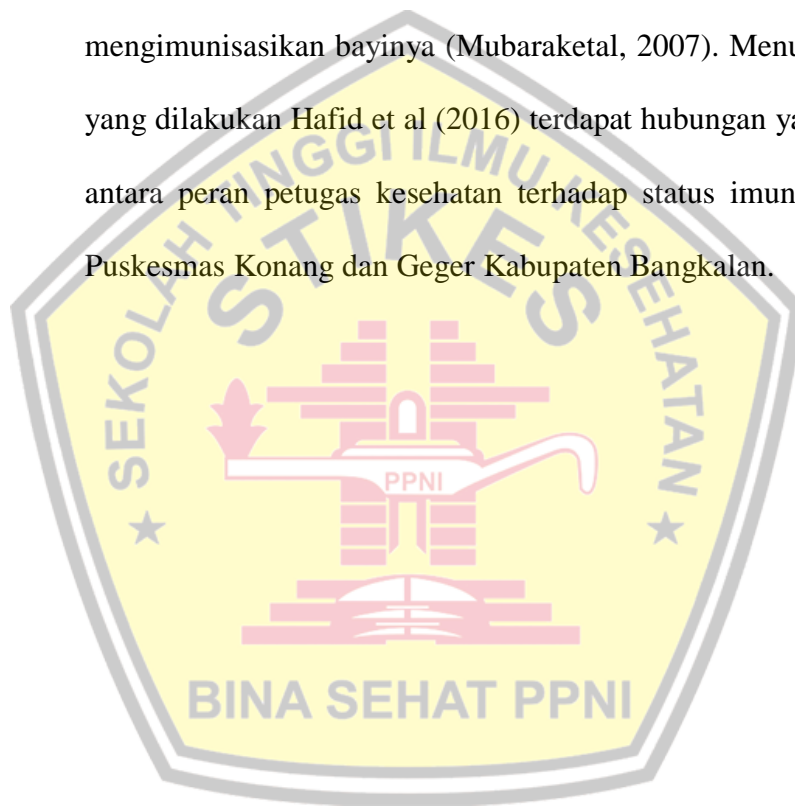 mengimunisasikan bayinya (Mubaraketal, 2007). Menu
yang dilakukan Hafid et al (2016) terdapat hubungan ya
antara peran petugas kesehatan terhadap status imun
Puskesmas Konang dan Geger Kabupaten Bangkalan.
SEKOLAH TINGGI ILMU KESEHATAN
STIKES
PPNI
BINA SEHAT PPNI